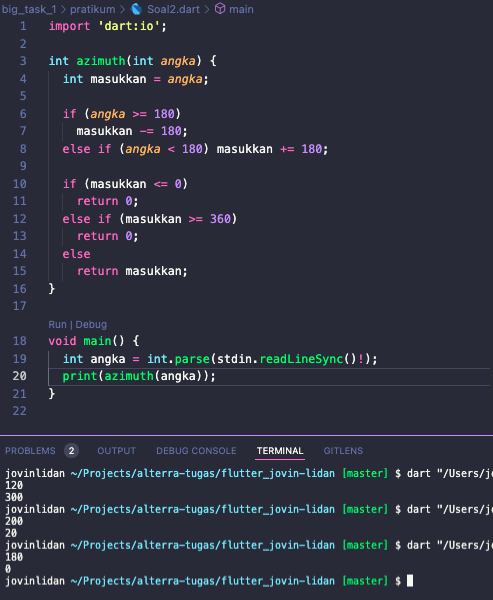 big_task_1 > pratikum > Soal2.dart > main
1 import 'dart:io';
2
3 int azimuth(int angka) {
4 int masukkan = angka;
5
6 if (angka >= 180)
7 masukkan -= 180;
8 else if (angka < 180) masukkan += 180;
9
10 if (masukkan <= 0)
11 return 0;
12 else if (masukkan >= 360)
13 return 0;
14 else
15 return masukkan;
16 }
17
Run | Debug
18 void main() {
19 int angka = int.parse(stdin.readLineSync()!);
20 print(azimuth(angka));
21 }
22
PROBLEMS 2 OUTPUT DEBUG CONSOLE TERMINAL GITLENS
jovinlidan ~/Projects/alterra-tugas/flutter_jovin-lidan [master] $ dart "/Users/jo
120
300
jovinlidan ~/Projects/alterra-tugas/flutter_jovin-lidan [master] $ dart "/Users/jo
200
20
jovinlidan ~/Projects/alterra-tugas/flutter_jovin-lidan [master] $ dart "/Users/jo
180
0
jovinlidan ~/Projects/alterra-tugas/flutter_jovin-lidan [master] $